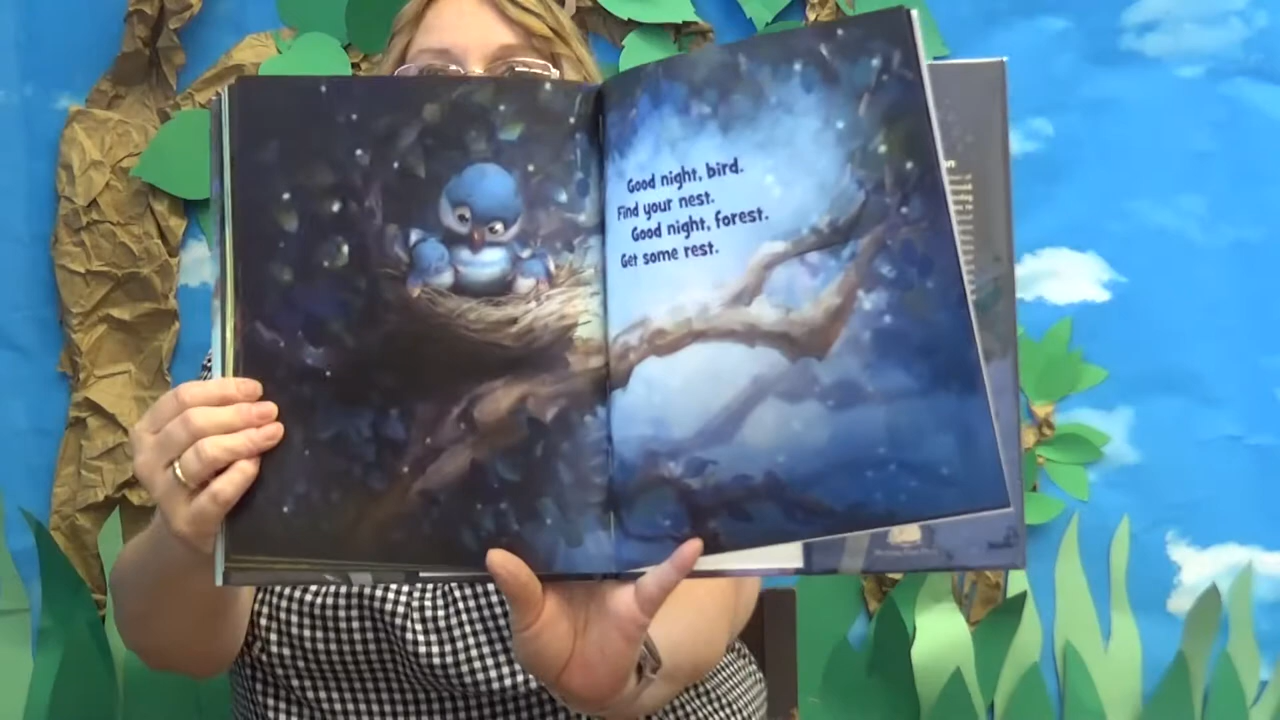 Good night, bird.
Find your nest.
Good night, forest.
Get some rest.